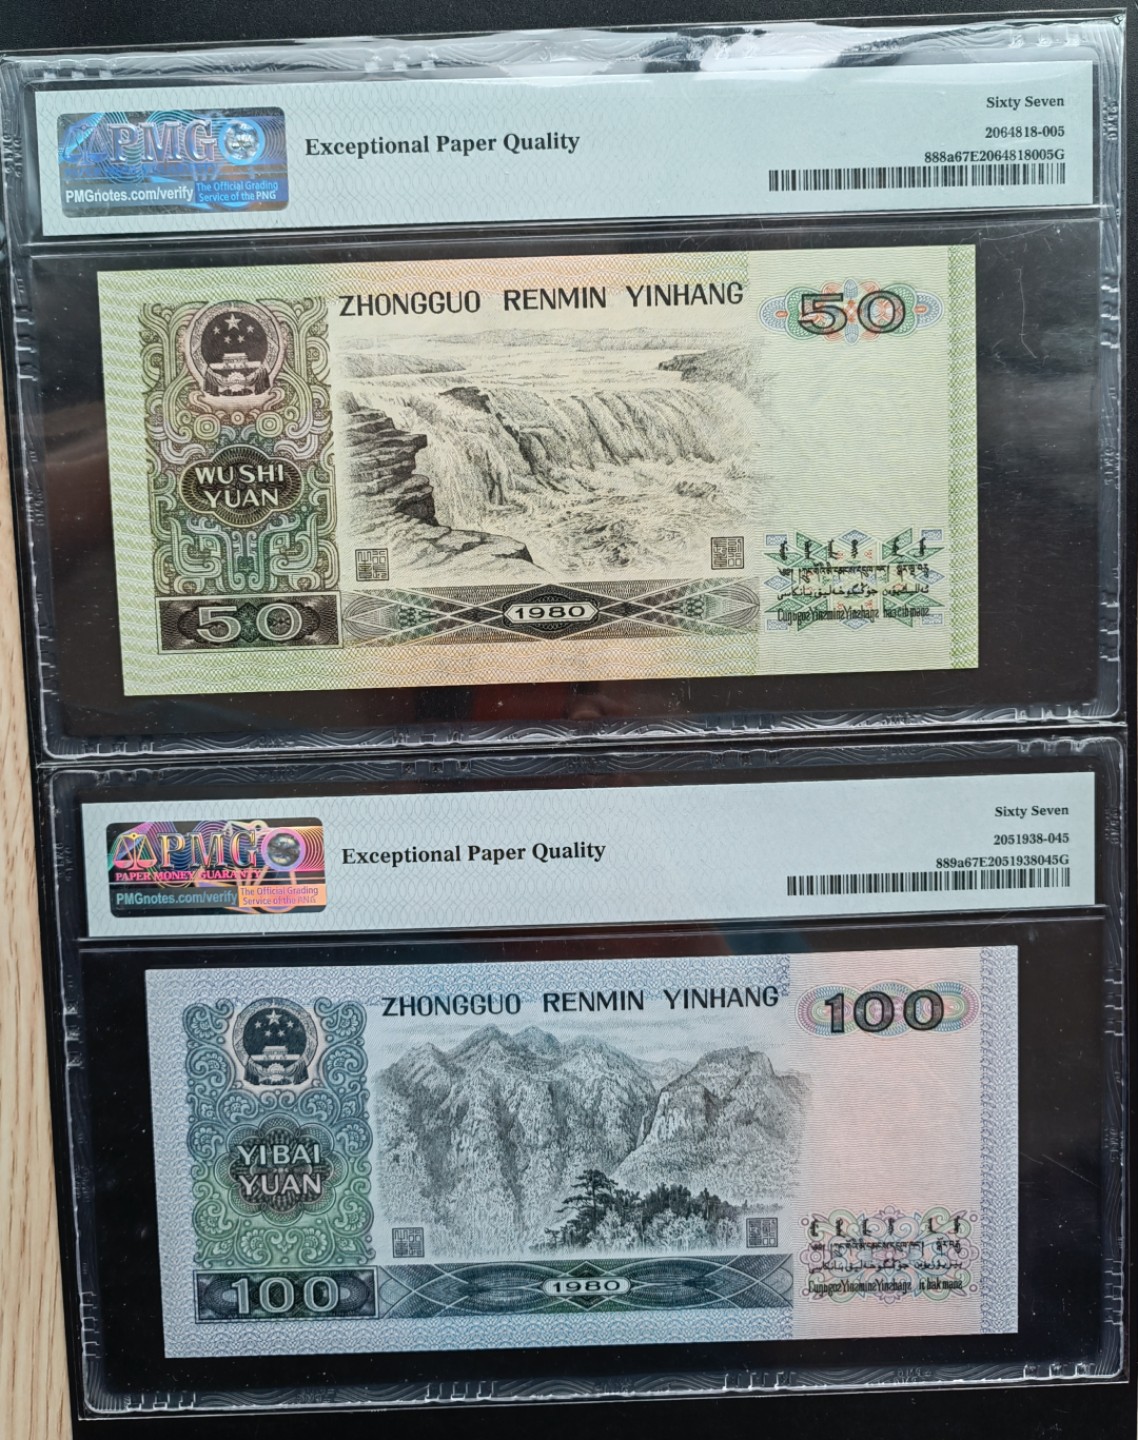 PMG
PMGnotes.com/verify
The Official Grading
Service of the PNG
Exceptional Paper Quality
Sixty Seven
2064818-005
888a67E2064818005G
ZHONGGUO RENMIN YINHANG
50
WU SHI
YUAN
50
1980
PMG
PAPER MONEY GUARANTY
PMGnotes.com/verify
The Official Grading
Service of the PNG
Exceptional Paper Quality
Sixty Seven
2051938-045
889a67E2051938045G
ZHONGGUO RENMIN YINHANG
100
YI BAI
YUAN
100
1980